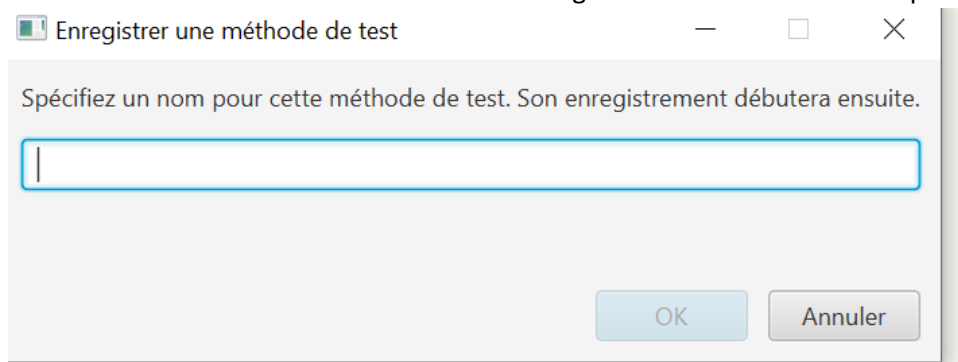 Enregistrer une méthode de test
Spécifiez un nom pour cette méthode de test. Son enregistrement débutera ensuite.
OK
Annuler